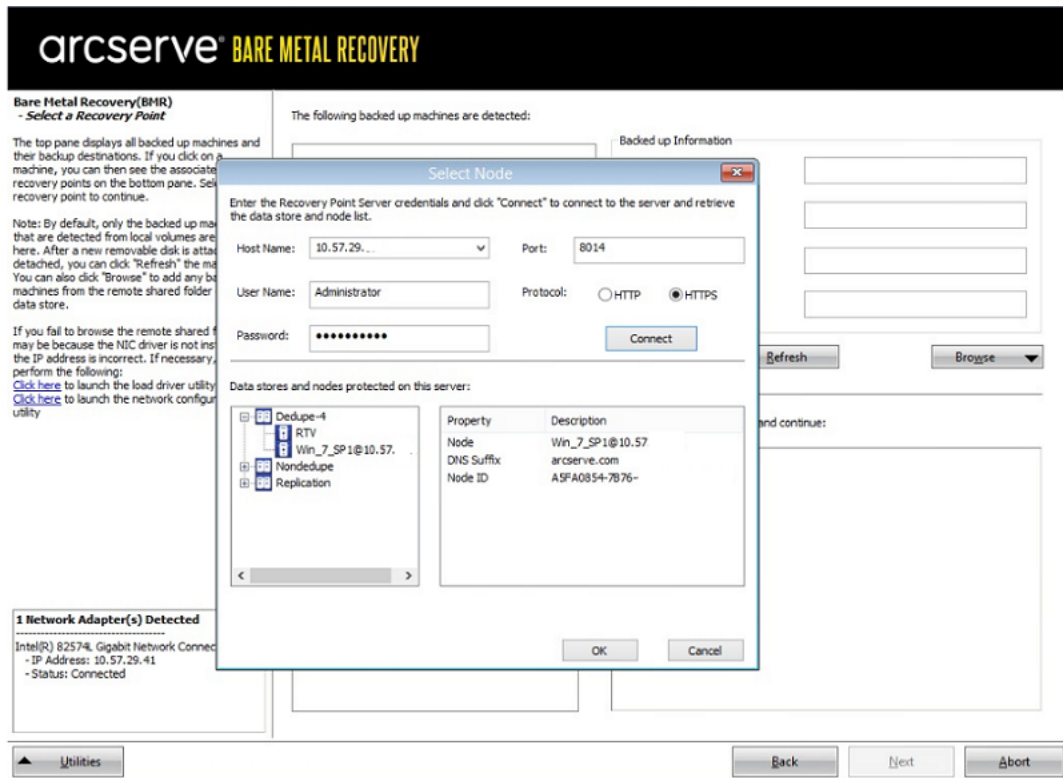 arcserve® BARE METAL RECOVERY
Bare Metal Recovery(BMR)
- Select a Recovery Point
The top pane displays all backed up machines and
their backup destinations. If you click on a
machine, you can then see the associate
recovery points on the bottom pane. Sel
recovery point to continue.
Note: By default, only the backed up ma
that are detected from local volumes are
here. After a new removable disk is attac
detached, you can click "Refresh" the ma
You can also click "Browse" to add any ba
machines from the remote shared folder
data store.
If you fail to browse the remote shared f
may be because the NIC driver is not ins
the IP address is incorrect. If necessary,
perform the following:
Click here to launch the load driver utility
Click here to launch the network configur
utility
1 Network Adapter(s) Detected
Intel(R) 82574L Gigabit Network Connec
- IP Address: 10.57.29.41
- Status: Connected
The following backed up machines are detected:
Backed up Information
Refresh
Browse
and continue:
Select Node
Enter the Recovery Point Server credentials and click "Connect" to connect to the server and retrieve
the data store and node list.
Host Name: 10.57.29. Port: 8014
User Name: Administrator Protocol: HTTP HTTPS
Password: •••••••••• Connect
Data stores and nodes protected on this server:
Dedupe-4
RTV
Win_7_SP1@10.57.
Nondedupe
Replication
Property Description
Node Win_7_SP1@10.57
DNS Suffix arcserve.com
Node ID A5FA0854-7B76-
OK Cancel
Utilities Back Next Abort